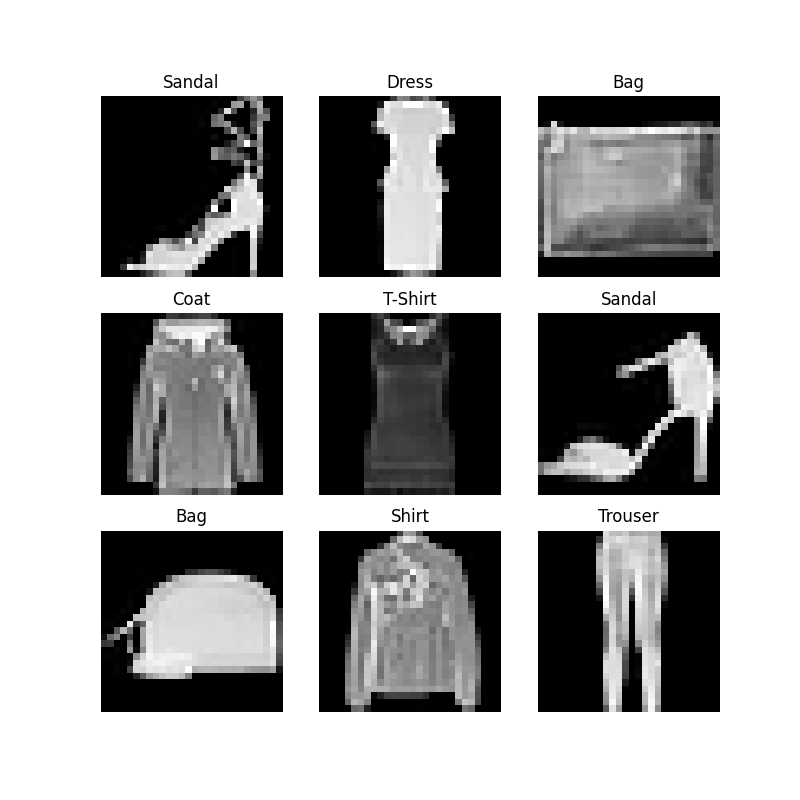 Sandal
Dress
Bag
Coat
T-Shirt
Sandal
Bag
Shirt
Trouser